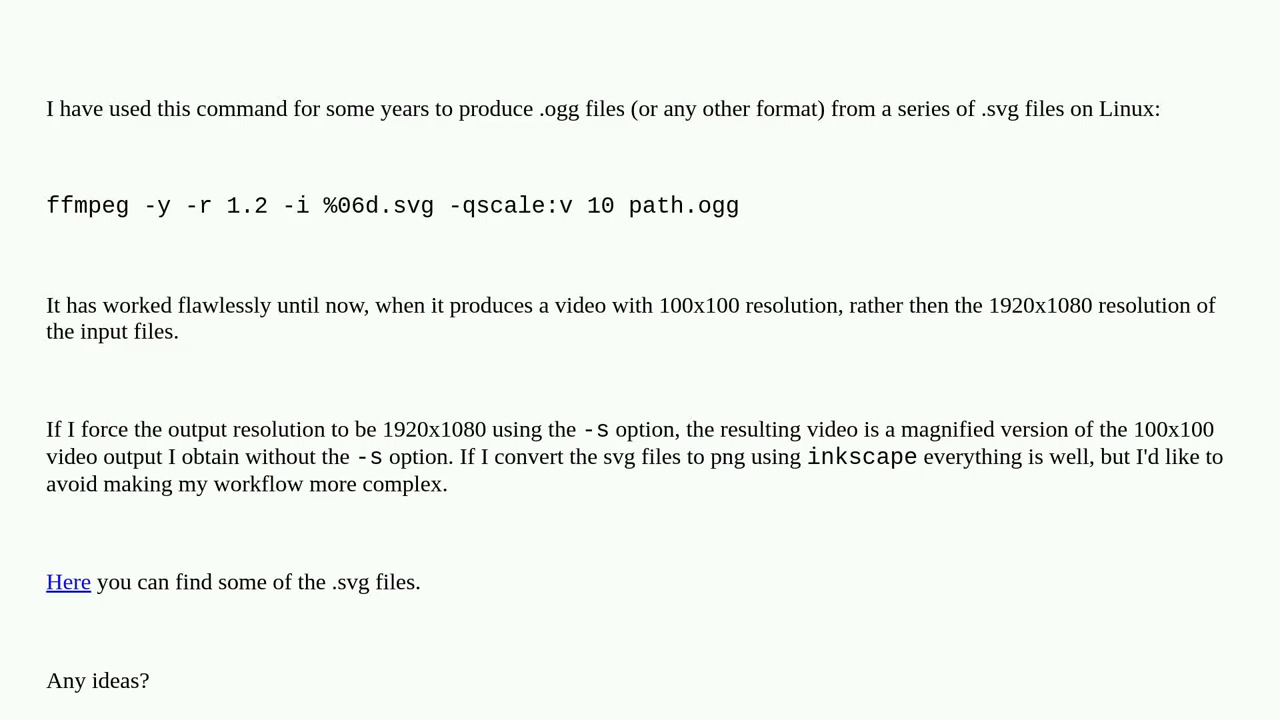 I have used this command for some years to produce .ogg files (or any other format) from a series of .svg files on Linux:
ffmpeg -y -r 1.2 -i %06d.svg -qscale:v 10 path.ogg
It has worked flawlessly until now, when it produces a video with 100x100 resolution, rather then the 1920x1080 resolution of
the input files.
If I force the output resolution to be 1920x1080 using the -s option, the resulting video is a magnified version of the 100x100
video output I obtain without the -s option. If I convert the svg files to png using inkscape everything is well, but I'd like to
avoid making my workflow more complex.
Here you can find some of the .svg files.
Any ideas?